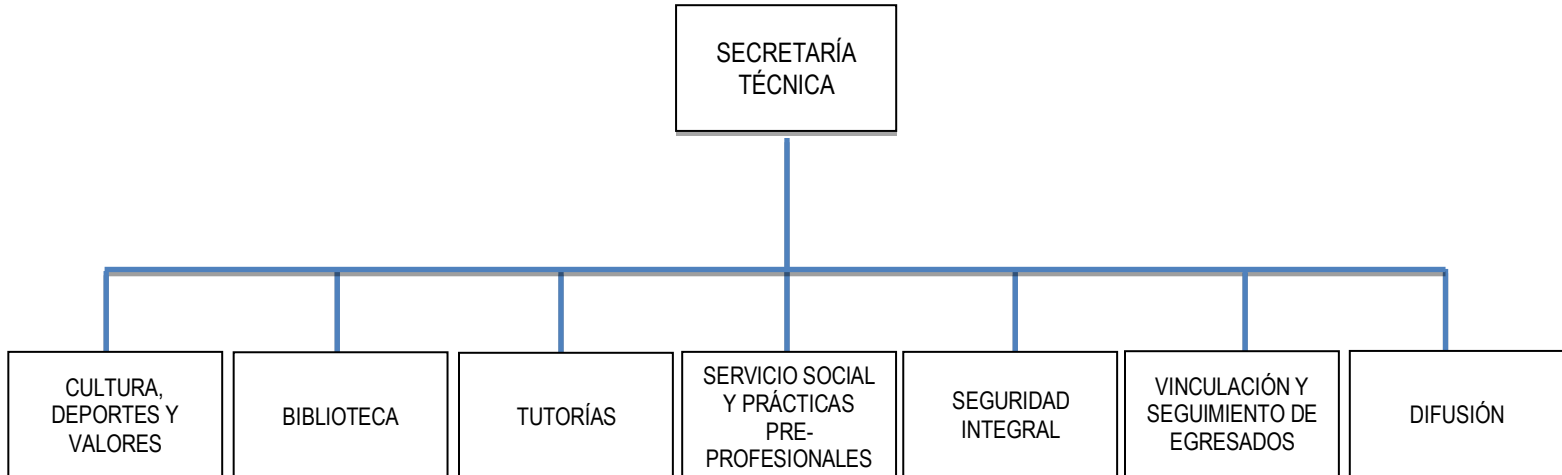 SECRETARÍA
TÉCNICA
CULTURA,
DEPORTES Y
VALORES
BIBLIOTECA
TUTORÍAS
SERVICIO SOCIAL
Y PRÁCTICAS
PRE-
PROFESIONALES
SEGURIDAD
INTEGRAL
VINCULACIÓN Y
SEGUIMIENTO DE
EGRESADOS
DIFUSIÓN